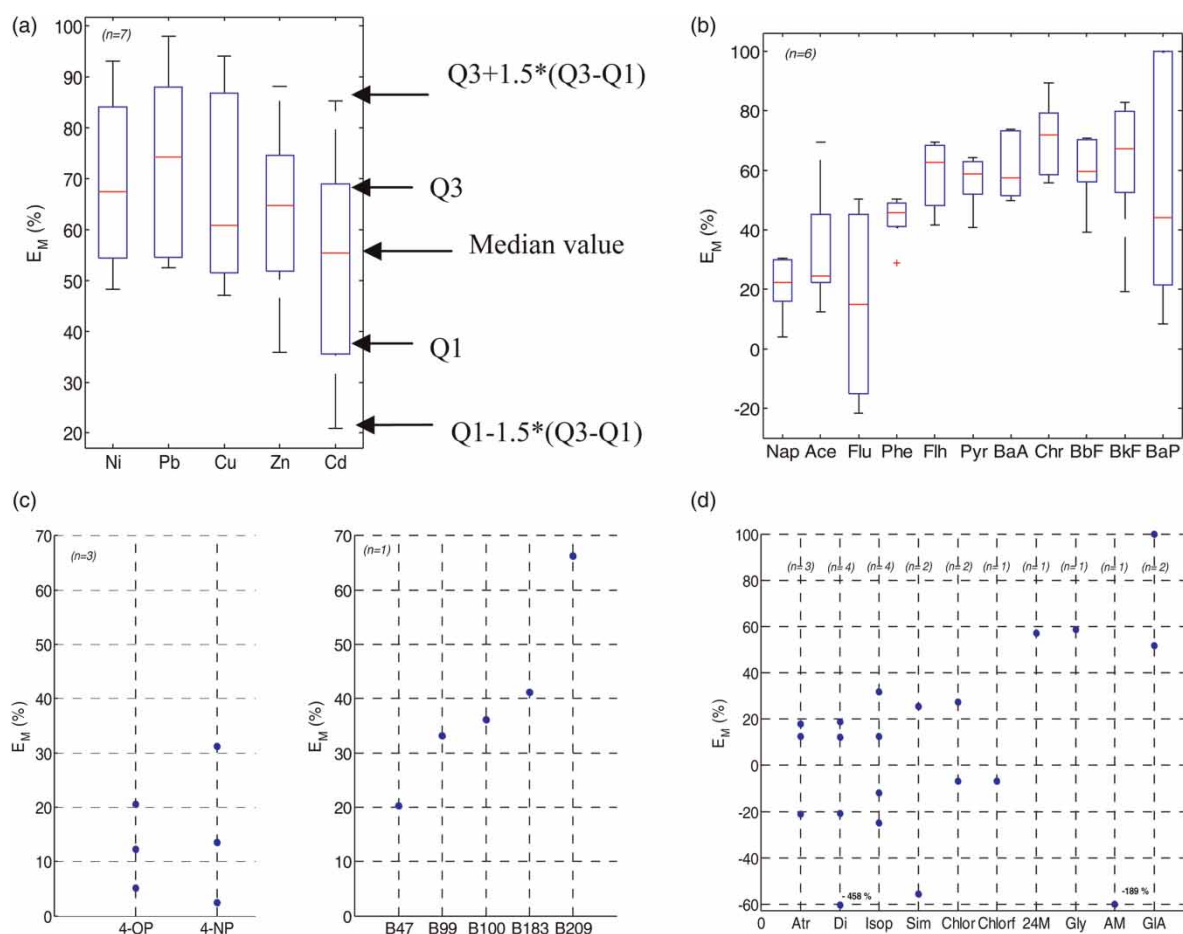 (a)
(n=7)
100
90
80
70
60
50
40
30
20
E_M (%)
Ni Pb Cu Zn Cd
Q3+1.5*(Q3-Q1)
Q3
Median value
Q1
Q1-1.5*(Q3-Q1)
(b)
(n=6)
100
80
60
40
20
0
-20
E_M (%)
Nap Ace Flu Phe Flh Pyr BaA Chr BbF BkF BaP
(c)
70
60
50
40
30
20
10
0
(n=3)
E_M (%)
4-OP 4-NP
70
60
50
40
30
20
10
0
(n=1)
E_M (%)
B47 B99 B100 B183 B209
(d)
100
80
60
40
20
0
-20
-40
-60
E_M (%)
(n=3) (n=4) (n=4) (n=2) (n=2) (n=1) (n=1) (n=1) (n=1) (n=2)
- 458 %
-189 %
0 Atr Di Isop Sim Chlor Chlorf 24M Gly AM GlA